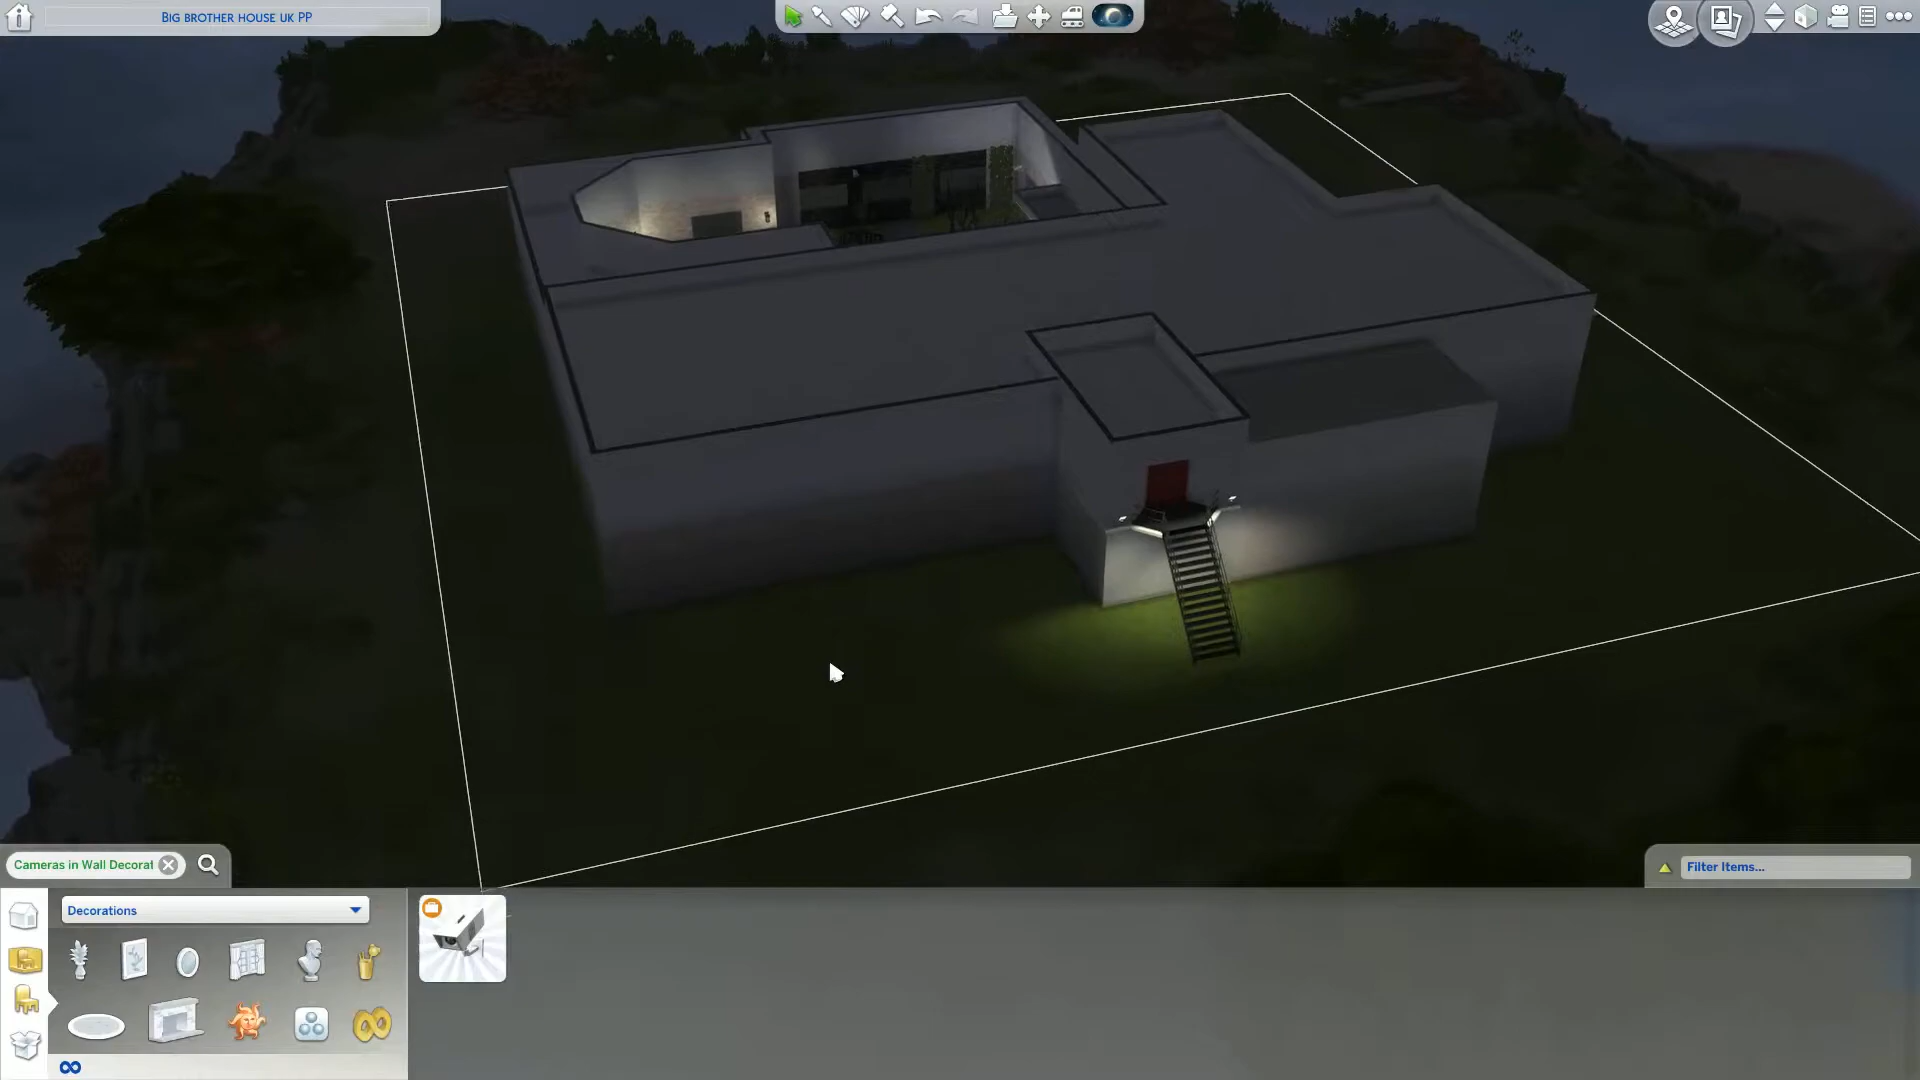 BIG BROTHER HOUSE UK PP
Cameras in Wall Decorat
Filter Items...
Decorations